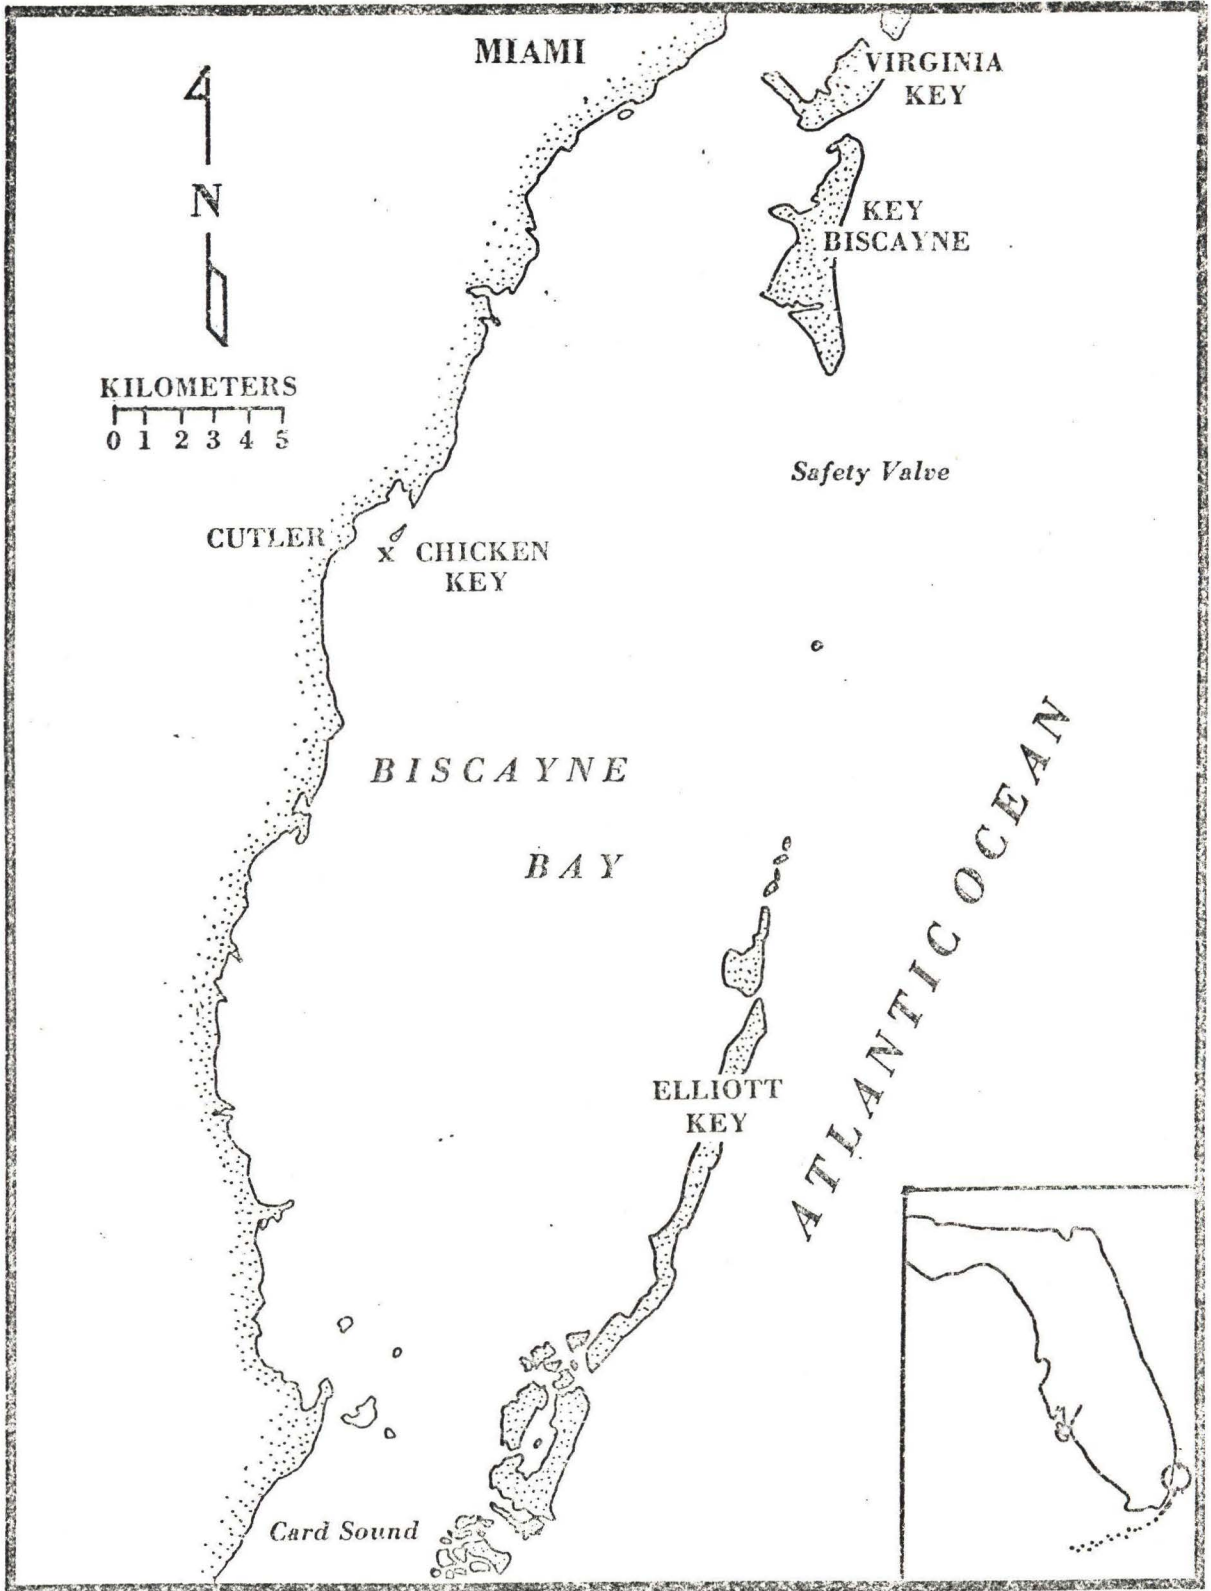 MIAMI
VIRGINIA
KEY
N
KEY
BISCAYNE
KILOMETERS
0 1 2 3 4 5
Safety Valve
CUTLER
x CHICKEN
KEY
BISCAYNE
BAY
ATLANTIC OCEAN
ELLIOTT
KEY
Card Sound